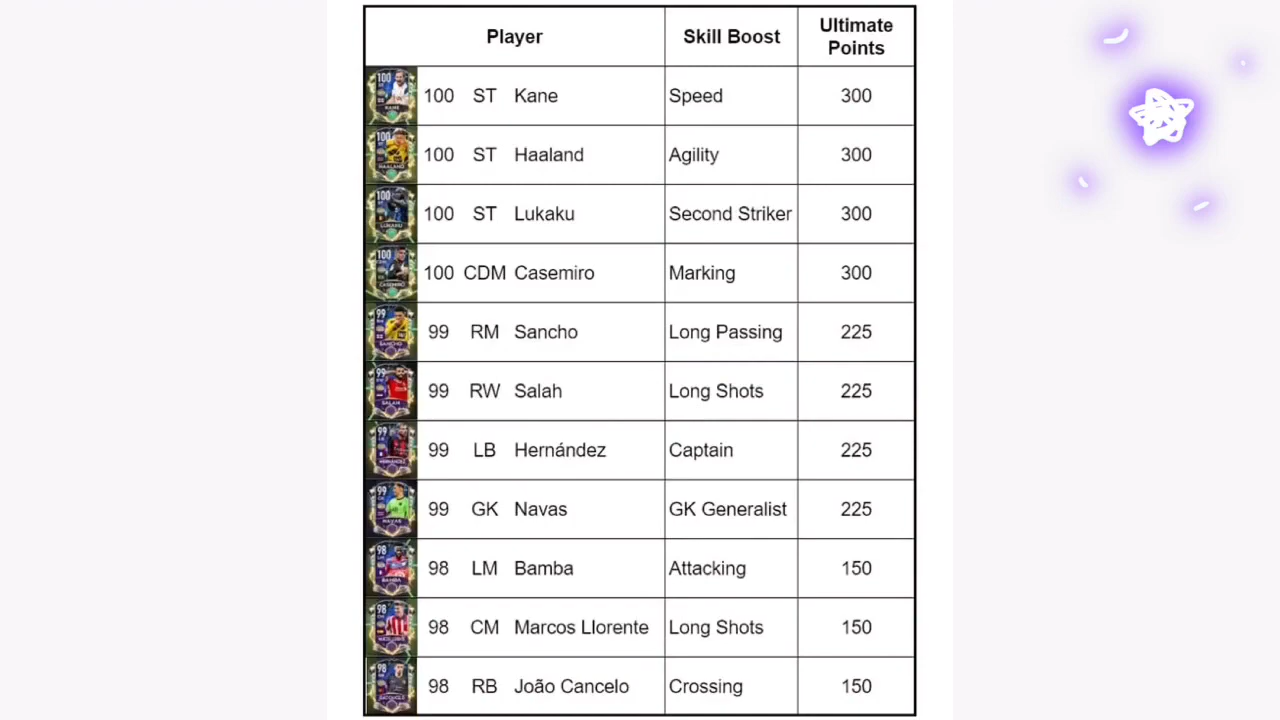 Player Skill Boost Ultimate Points
100 ST Kane Speed 300
100 ST Haaland Agility 300
100 ST Lukaku Second Striker 300
100 CDM Casemiro Marking 300
99 RM Sancho Long Passing 225
99 RW Salah Long Shots 225
99 LB Hernández Captain 225
99 GK Navas GK Generalist 225
98 LM Bamba Attacking 150
98 CM Marcos Llorente Long Shots 150
98 RB João Cancelo Crossing 150